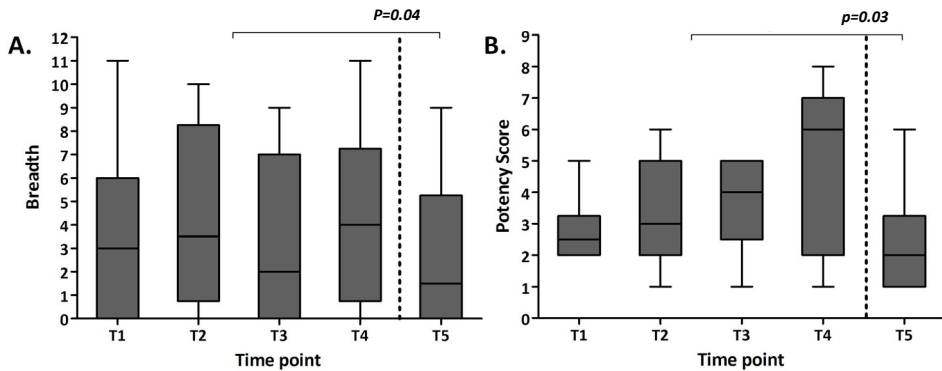 A.
P=0.04
Breadth
12
11
10
9
8
7
6
5
4
3
2
1
0
T1 T2 T3 T4 T5
Time point
B.
p=0.03
Potency Score
9
8
7
6
5
4
3
2
1
0
T1 T2 T3 T4 T5
Time point